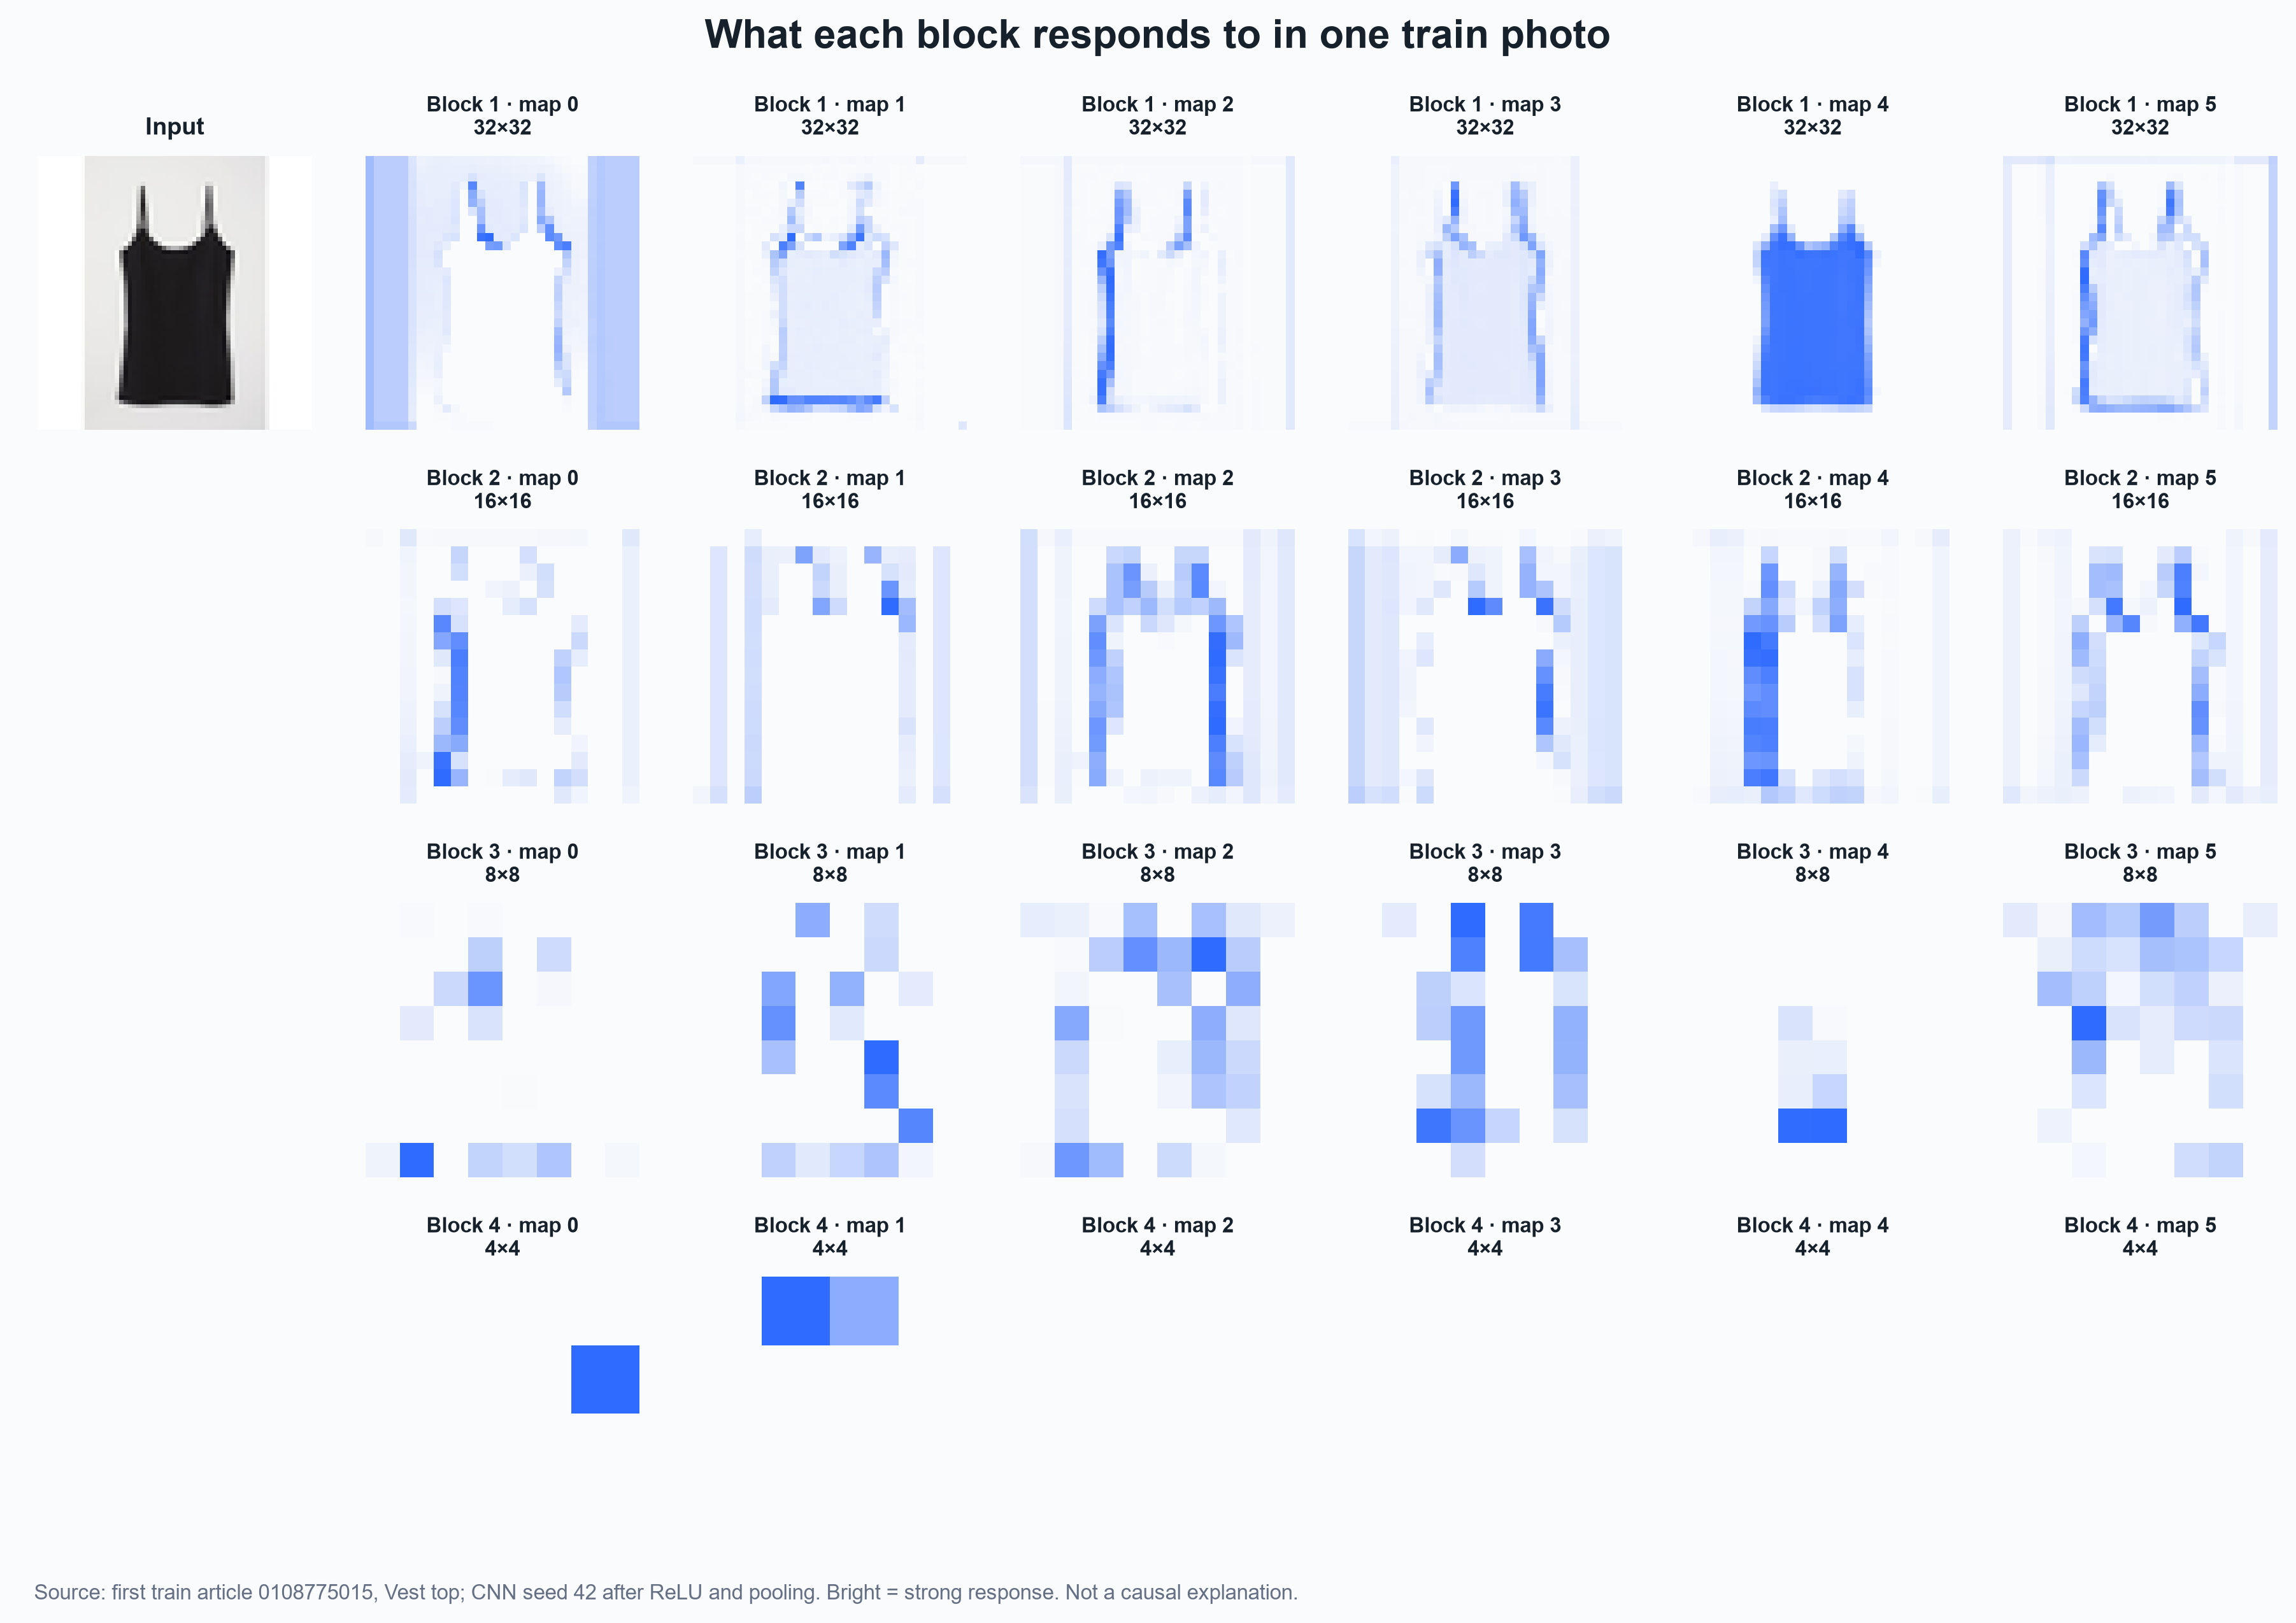 What each block responds to in one train photo
Input
Block 1 · map 0
32×32
Block 1 · map 1
32×32
Block 1 · map 2
32×32
Block 1 · map 3
32×32
Block 1 · map 4
32×32
Block 1 · map 5
32×32
Block 2 · map 0
16×16
Block 2 · map 1
16×16
Block 2 · map 2
16×16
Block 2 · map 3
16×16
Block 2 · map 4
16×16
Block 2 · map 5
16×16
Block 3 · map 0
8×8
Block 3 · map 1
8×8
Block 3 · map 2
8×8
Block 3 · map 3
8×8
Block 3 · map 4
8×8
Block 3 · map 5
8×8
Block 4 · map 0
4×4
Block 4 · map 1
4×4
Block 4 · map 2
4×4
Block 4 · map 3
4×4
Block 4 · map 4
4×4
Block 4 · map 5
4×4
Source: first train article 0108775015, Vest top; CNN seed 42 after ReLU and pooling. Bright = strong response. Not a causal explanation.